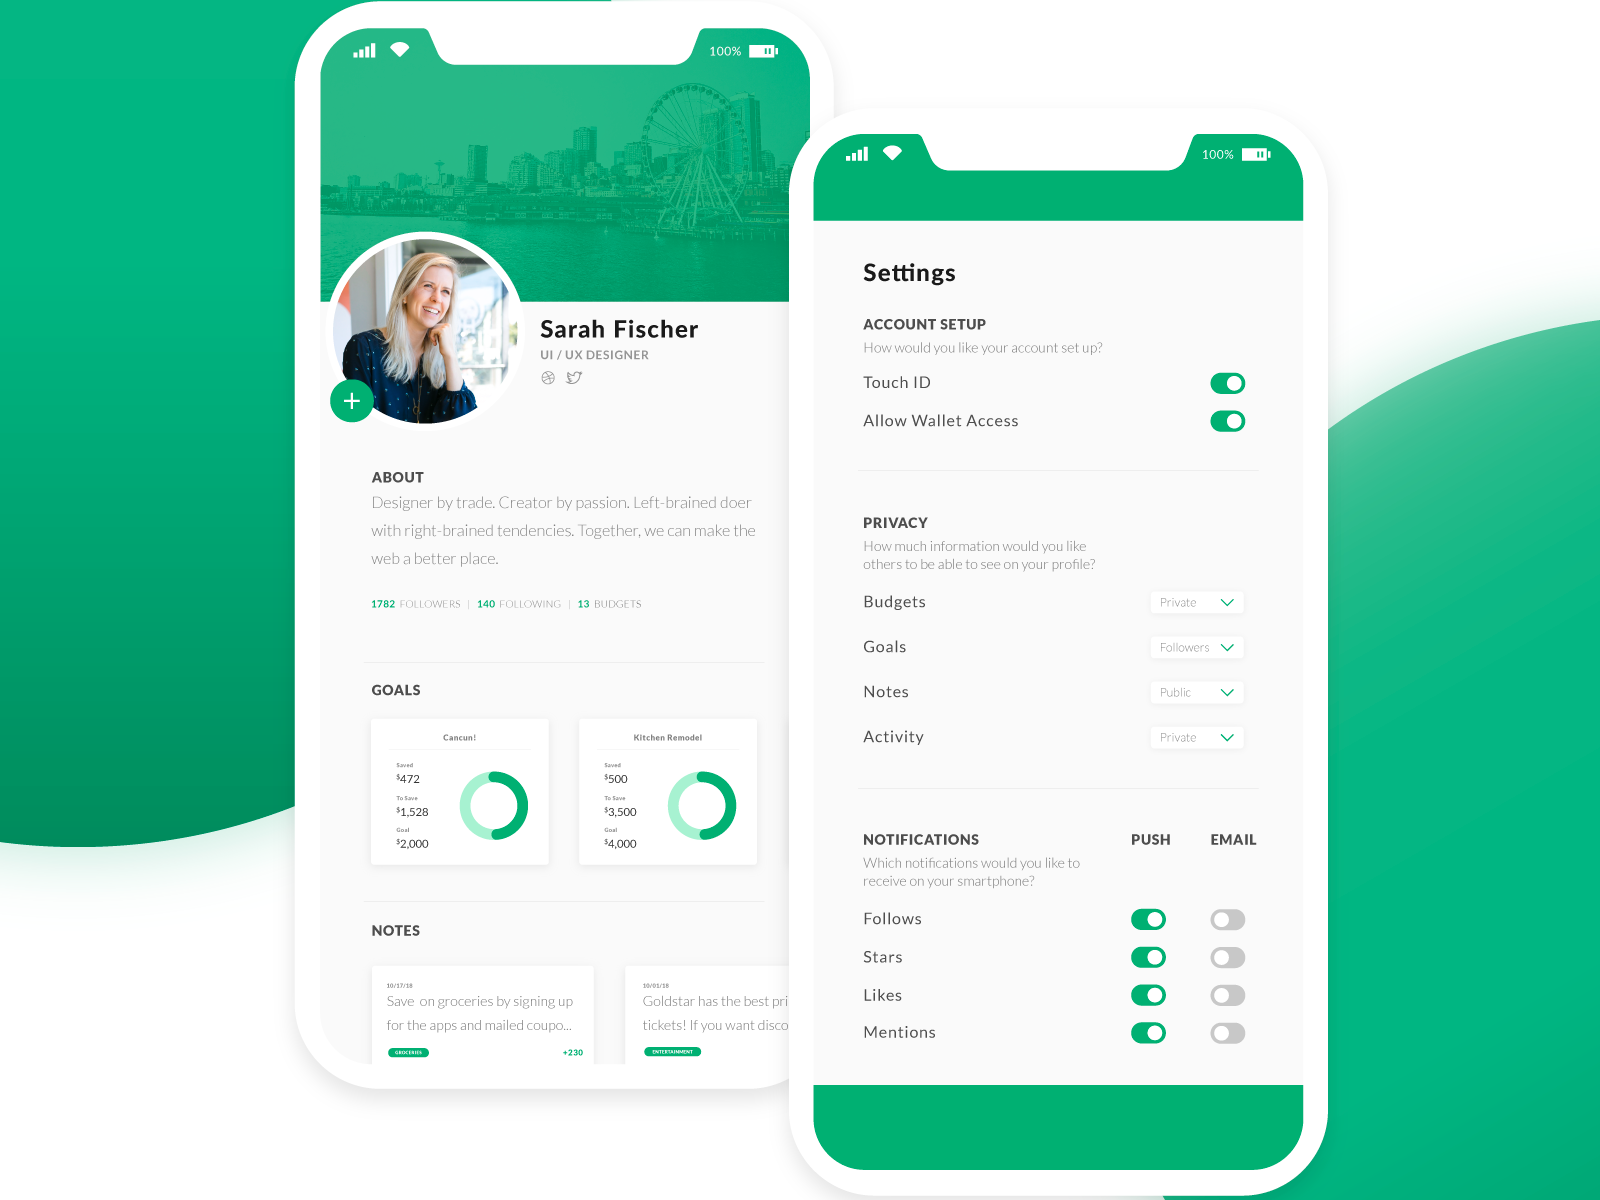 100%
Sarah Fischer
UI / UX DESIGNER
ABOUT
Designer by trade. Creator by passion. Left-brained doer
with right-brained tendencies. Together, we can make the
web a better place.
1782 FOLLOWERS | 140 FOLLOWING | 13 BUDGETS
GOALS
Cancun!
Saved
$472
To Save
$1,528
Goal
$2,000
Kitchen Remodel
Saved
$500
To Save
$3,500
Goal
$4,000
NOTES
10/17/18
Save on groceries by signing up
for the apps and mailed coupo...
GROCERIES
+230
10/01/18
Goldstar has the best pri
tickets! If you want disco
ENTERTAINMENT
100%
Settings
ACCOUNT SETUP
How would you like your account set up?
Touch ID
Allow Wallet Access
PRIVACY
How much information would you like
others to be able to see on your profile?
Budgets Private
Goals Followers
Notes Public
Activity Private
NOTIFICATIONS PUSH EMAIL
Which notifications would you like to
receive on your smartphone?
Follows
Stars
Likes
Mentions